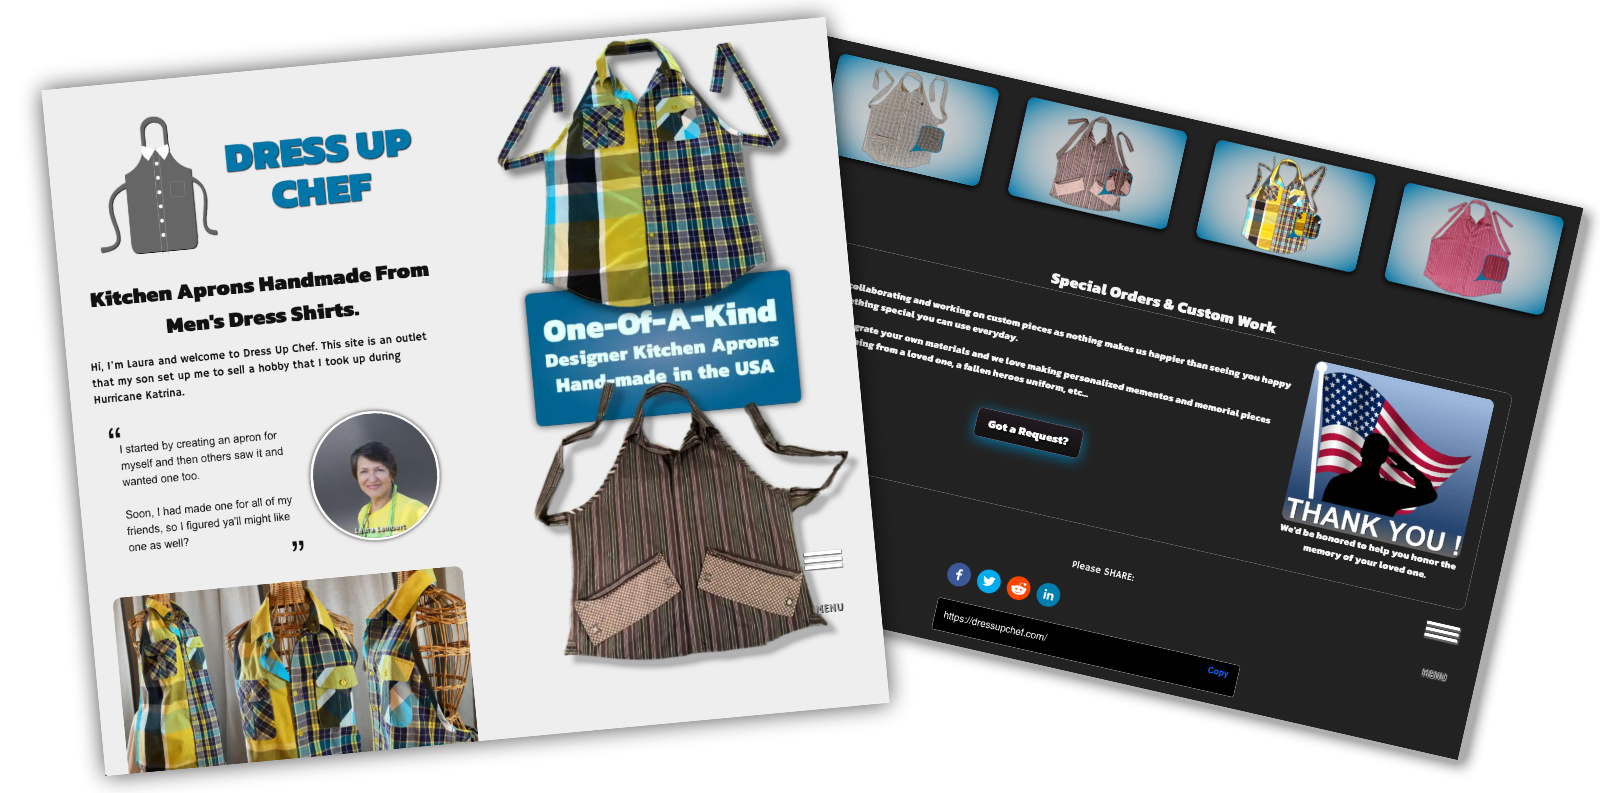 DRESS UP
CHEF
Kitchen Aprons Handmade From
Men's Dress Shirts.
Hi, I'm Laura and welcome to Dress Up Chef. This site is an outlet
that my son set up me to sell a hobby that I took up during
Hurricane Katrina.
“
I started by creating an apron for
myself and then others saw it and
wanted one too.
Soon, I had made one for all of my
friends, so I figured ya'll might like
one as well?
”
Laura Lambert
One-Of-A-Kind
Designer Kitchen Aprons
Hand-made in the USA
MENU
Special Orders & Custom Work
collaborating and working on custom pieces as nothing makes us happier than seeing you happy
thing special you can use everyday.
grate your own materials and we love making personalized mementos and memorial pieces
from a loved one, a fallen heroes uniform, etc...
Got a Request?
THANK YOU !
We'd be honored to help you honor the
memory of your loved one.
Please SHARE:
f
in
https://dressupchef.com/
Copy
MENU